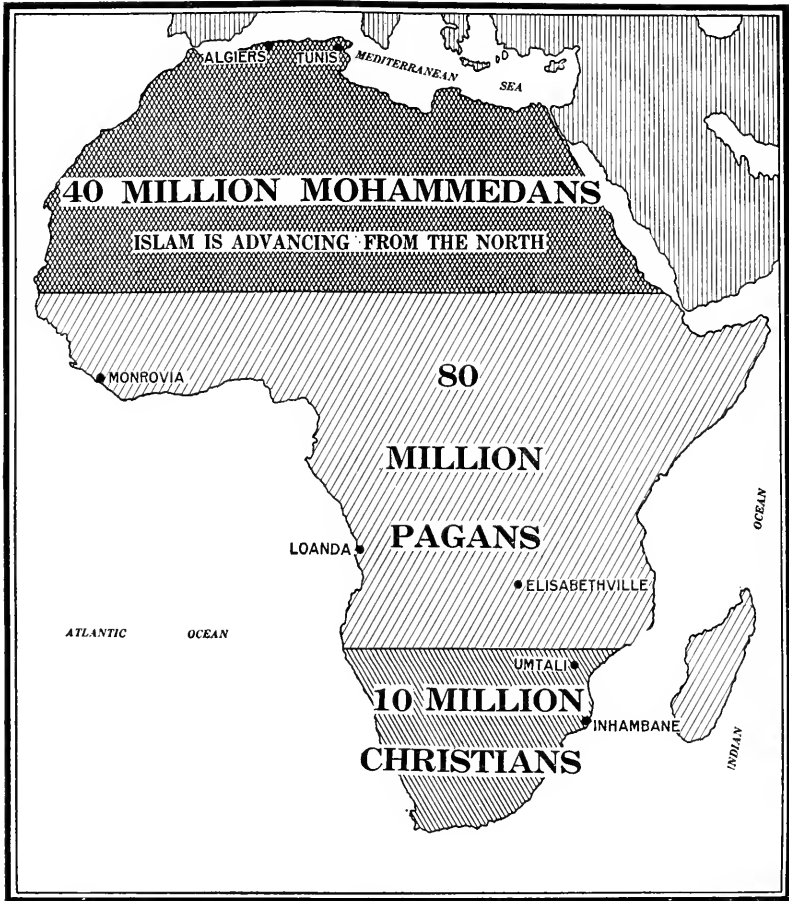 ALGIERS TUNIS MEDITERRANEAN SEA
40 MILLION MOHAMMEDANS
ISLAM IS ADVANCING FROM THE NORTH
MONROVIA
80
MILLION
PAGANS
LOANDA
ELISABETHVILLE
ATLANTIC OCEAN
UMTALI
10 MILLION
INHAMBANE
CHRISTIANS
INDIAN OCEAN